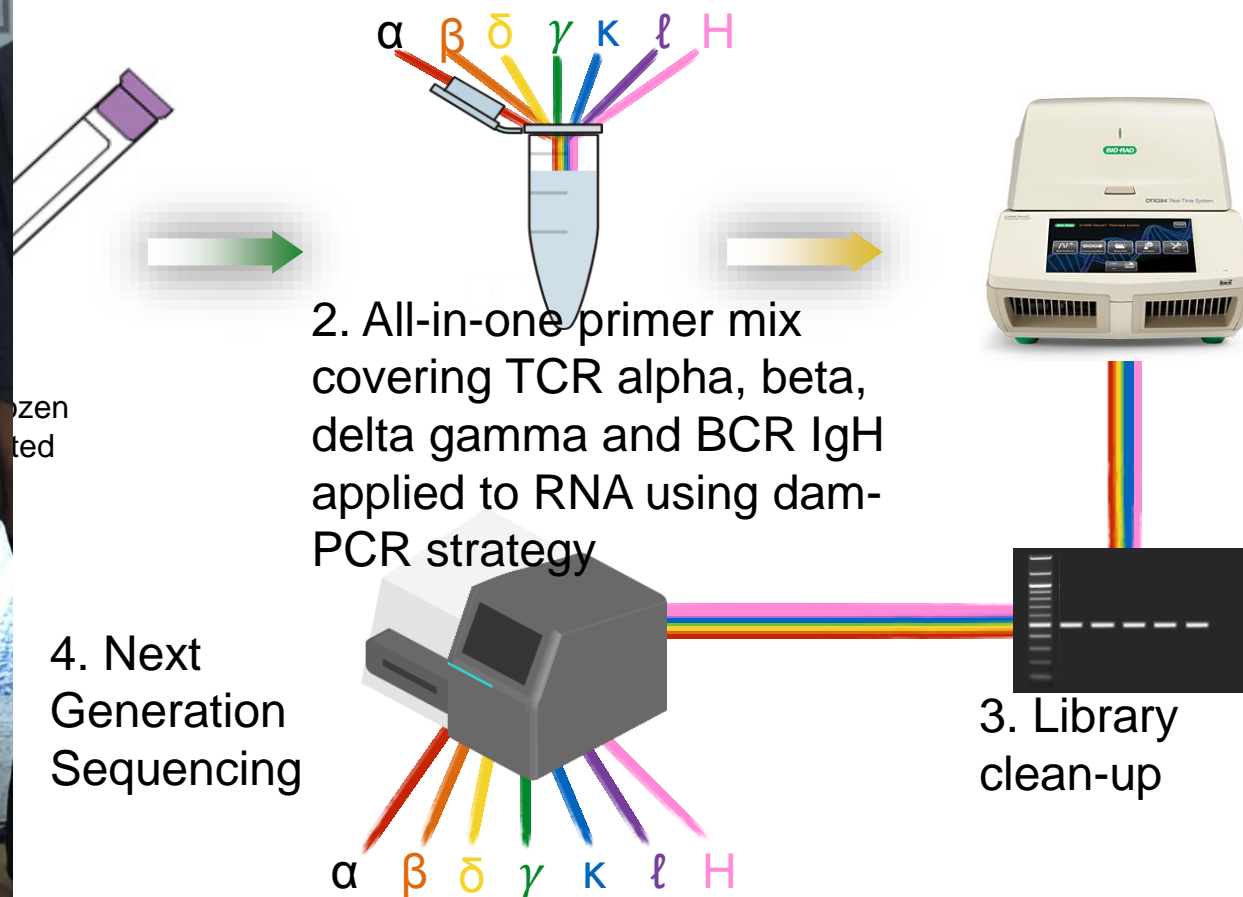 α β δ γ κ ℓ H
BIO-RAD
CFX384 Real-Time System
2. All-in-one primer mix
covering TCR alpha, beta,
delta gamma and BCR IgH
applied to RNA using dam-
PCR strategy
ozen
ted
4. Next
Generation
Sequencing
3. Library
clean-up
α β δ γ κ ℓ H